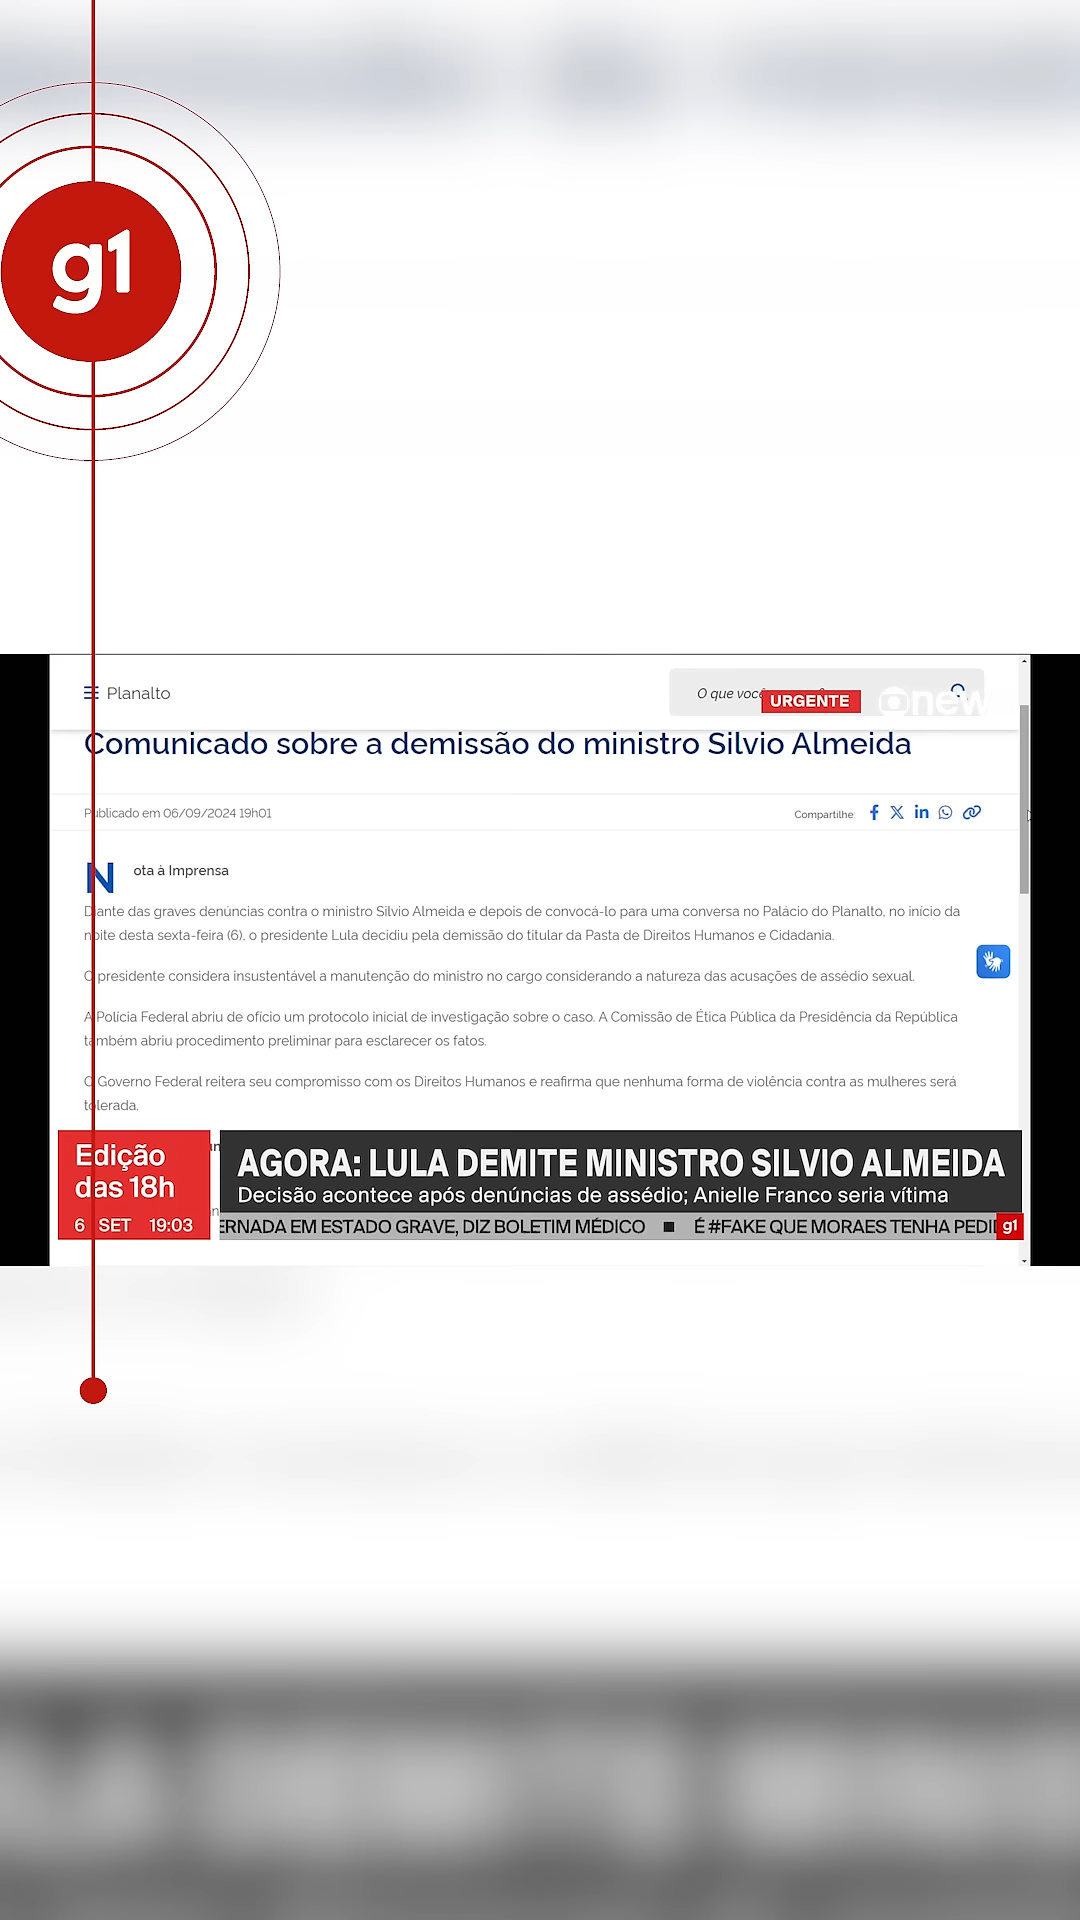 g1
Planalto
O que você
URGENTE
new
Comunicado sobre a demissão do ministro Silvio Almeida
Publicado em 06/09/2024 19h01
Compartilhe:
Nota à Imprensa
Diante das graves denúncias contra o ministro Silvio Almeida e depois de convocá-lo para uma conversa no Palácio do Planalto, no início da
noite desta sexta-feira (6), o presidente Lula decidiu pela demissão do titular da Pasta de Direitos Humanos e Cidadania.
O presidente considera insustentável a manutenção do ministro no cargo considerando a natureza das acusações de assédio sexual.
A Polícia Federal abriu de ofício um protocolo inicial de investigação sobre o caso. A Comissão de Ética Pública da Presidência da República
também abriu procedimento preliminar para esclarecer os fatos.
O Governo Federal reitera seu compromisso com os Direitos Humanos e reafirma que nenhuma forma de violência contra as mulheres será
tolerada.
Edição
das 18h
6 SET 19:03
AGORA: LULA DEMITE MINISTRO SILVIO ALMEIDA
Decisão acontece após denúncias de assédio; Anielle Franco seria vítima
ERNADA EM ESTADO GRAVE, DIZ BOLETIM MÉDICO ■ É #FAKE QUE MORAES TENHA PEDI
g1